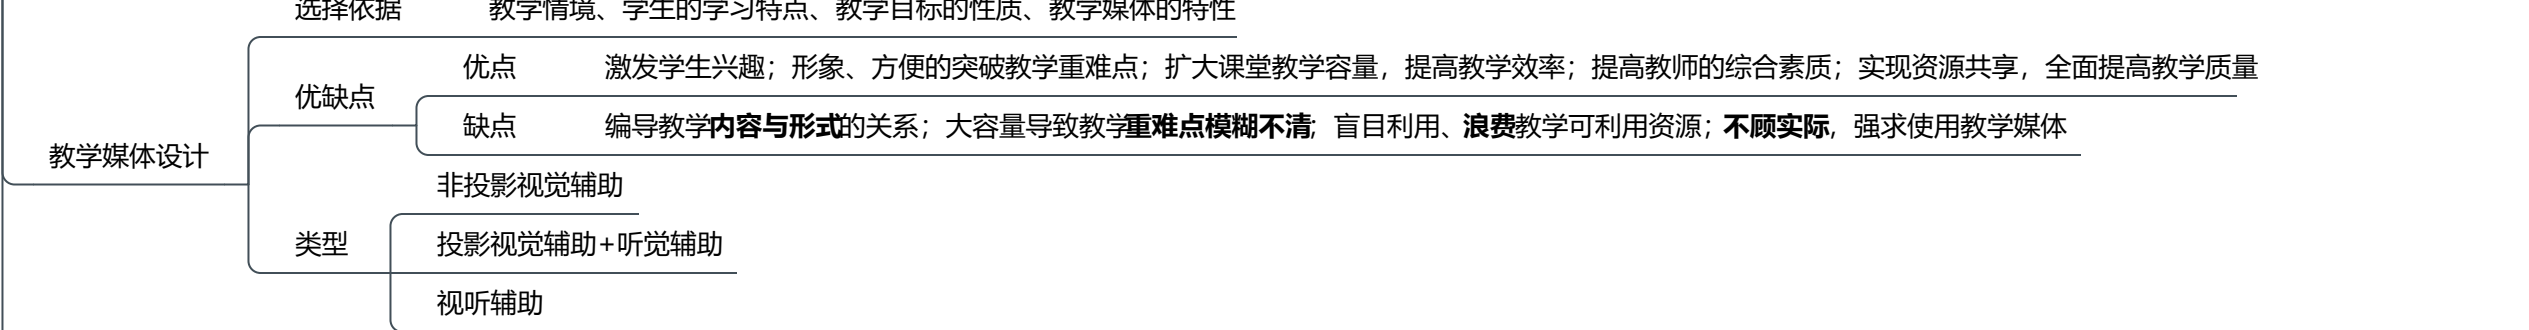 选择依据 教学情境、学生的学习特点、教学目标的性质、教学媒体的特性
优点 激发学生兴趣；形象、方便的突破教学重难点；扩大课堂教学容量，提高教学效率；提高教师的综合素质；实现资源共享，全面提高教学质量
优缺点
缺点 编导教学内容与形式的关系；大容量导致教学重难点模糊不清；盲目利用、浪费教学可利用资源；不顾实际，强求使用教学媒体
教学媒体设计
非投影视觉辅助
类型 投影视觉辅助+听觉辅助
视听辅助